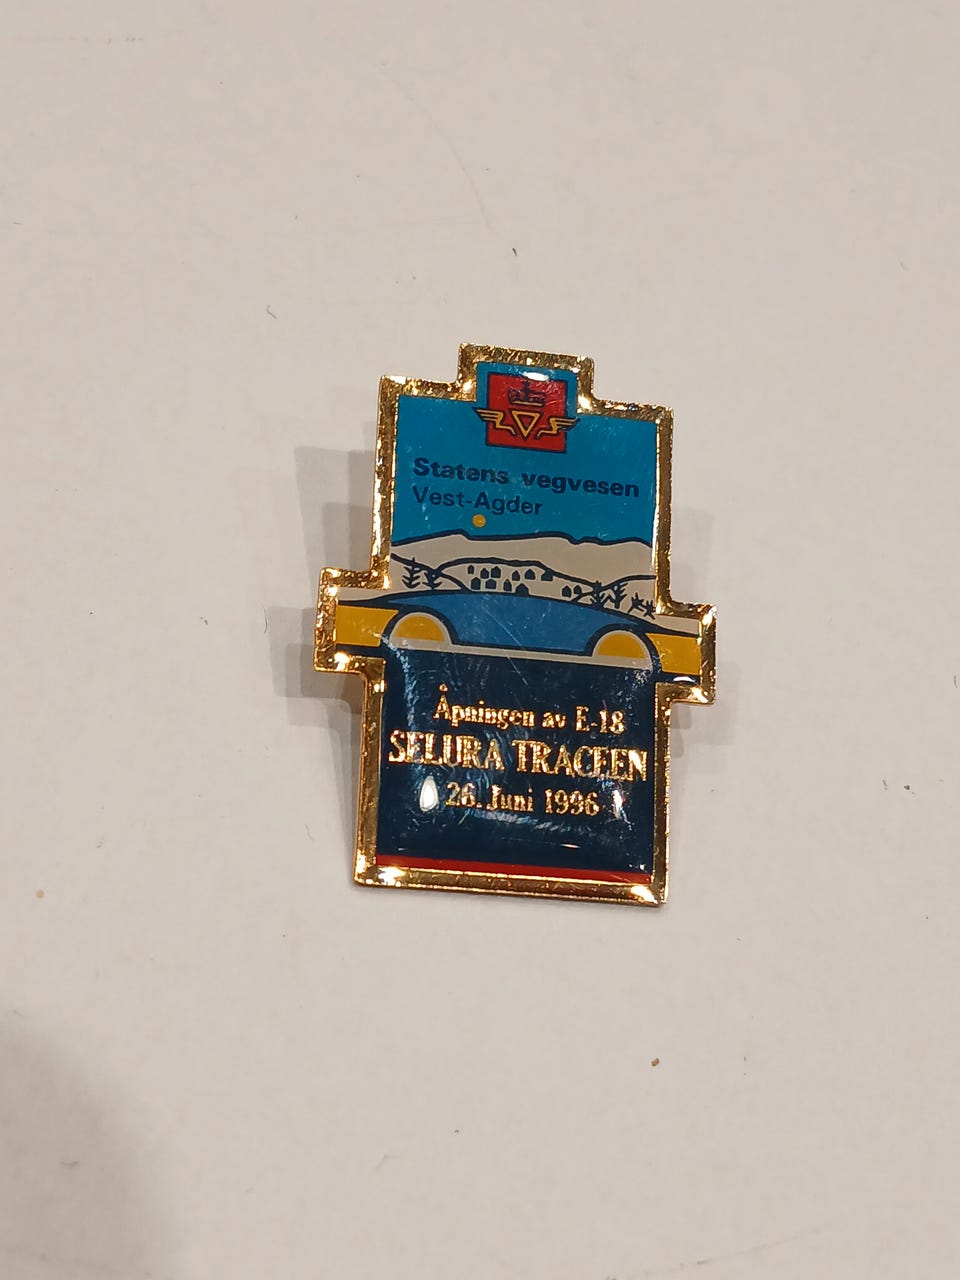 Statens vegvesen
Vest-Agder
Åpningen av E-18
SELURA TRACEEN
26. Juni 1996